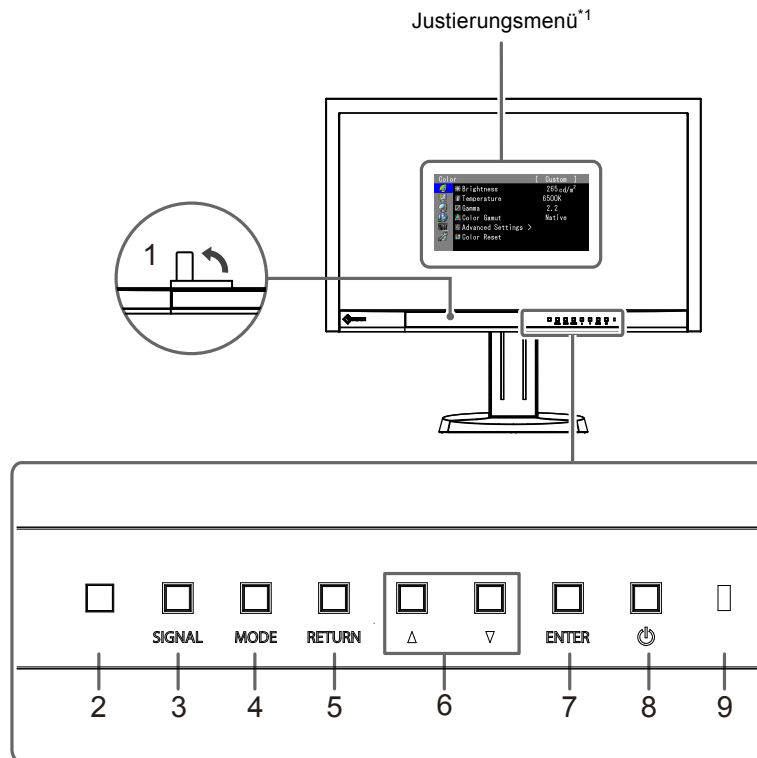 Justierungsmenü*1
Color [ Custom ]
Brightness 265 cd/m²
Temperature 6500K
Gamma 2.2
Color Gamut Native
Advanced Settings >
Color Reset
1
SIGNAL MODE RETURN △ ▽ ENTER
2 3 4 5 6 7 8 9